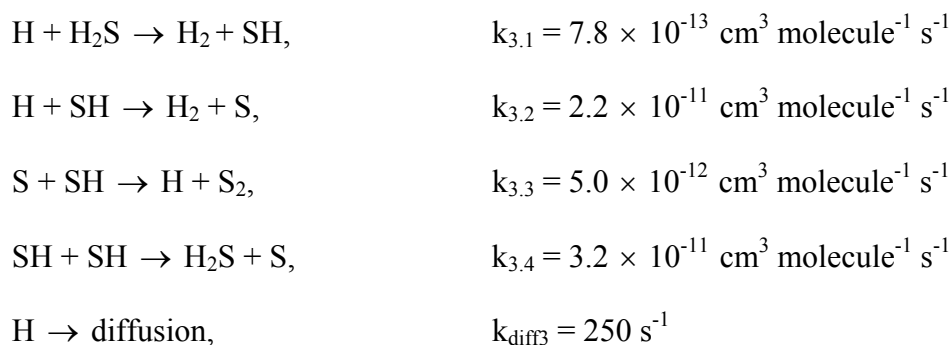 H + H₂S → H₂ + SH, k₃.₁ = 7.8 × 10⁻¹³ cm³ molecule⁻¹ s⁻¹
H + SH → H₂ + S, k₃.₂ = 2.2 × 10⁻¹¹ cm³ molecule⁻¹ s⁻¹
S + SH → H + S₂, k₃.₃ = 5.0 × 10⁻¹² cm³ molecule⁻¹ s⁻¹
SH + SH → H₂S + S, k₃.₄ = 3.2 × 10⁻¹¹ cm³ molecule⁻¹ s⁻¹
H → diffusion, k_diff3 = 250 s⁻¹